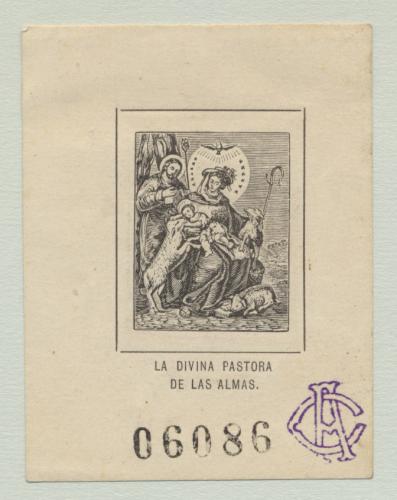 LA DIVINA PASTORA
DE LAS ALMAS.
06086